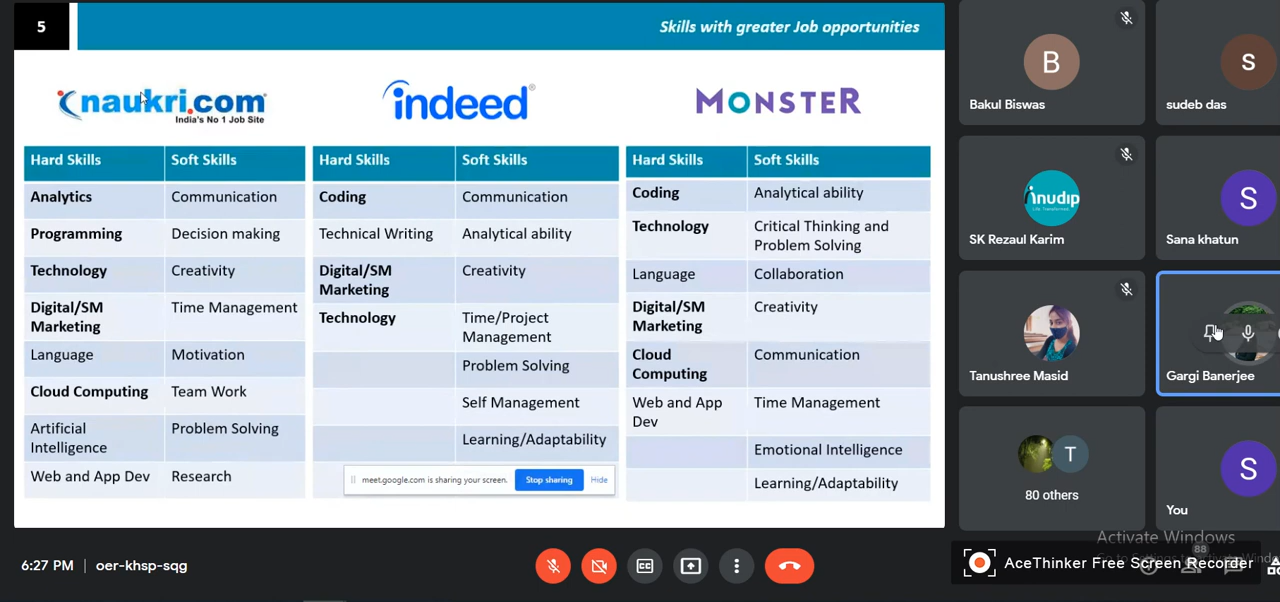 5
Skills with greater Job opportunities
naukri.com
India's No 1 Job Site
Hard Skills Soft Skills
Analytics Communication
Programming Decision making
Technology Creativity
Digital/SM Marketing Time Management
Language Motivation
Cloud Computing Team Work
Artificial Intelligence Problem Solving
Web and App Dev Research
indeed®
Hard Skills Soft Skills
Coding Communication
Technical Writing Analytical ability
Digital/SM Marketing Creativity
Technology Time/Project Management
Problem Solving
Self Management
Learning/Adaptability
meet.google.com is sharing your screen. Stop sharing Hide
MONSTER
Hard Skills Soft Skills
Coding Analytical ability
Technology Critical Thinking and Problem Solving
Language Collaboration
Digital/SM Marketing Creativity
Cloud Computing Communication
Web and App Dev Time Management
Emotional Intelligence
Learning/Adaptability
B
Bakul Biswas
s
sudeb das
inudip
SK Rezaul Karim
S
Sana khatun
Tanushree Masid
Gargi Banerjee
T
80 others
S
You
Activate Windows
88
6:27 PM | oer-khsp-sqg
AceThinker Free Screen Recorder